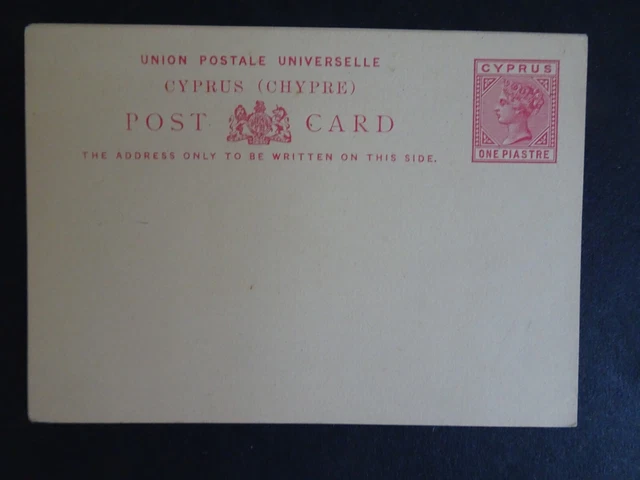 UNION POSTALE UNIVERSELLE
CYPRUS (CHYPRE)
POST CARD
THE ADDRESS ONLY TO BE WRITTEN ON THIS SIDE.
CYPRUS
ONE PIASTRE